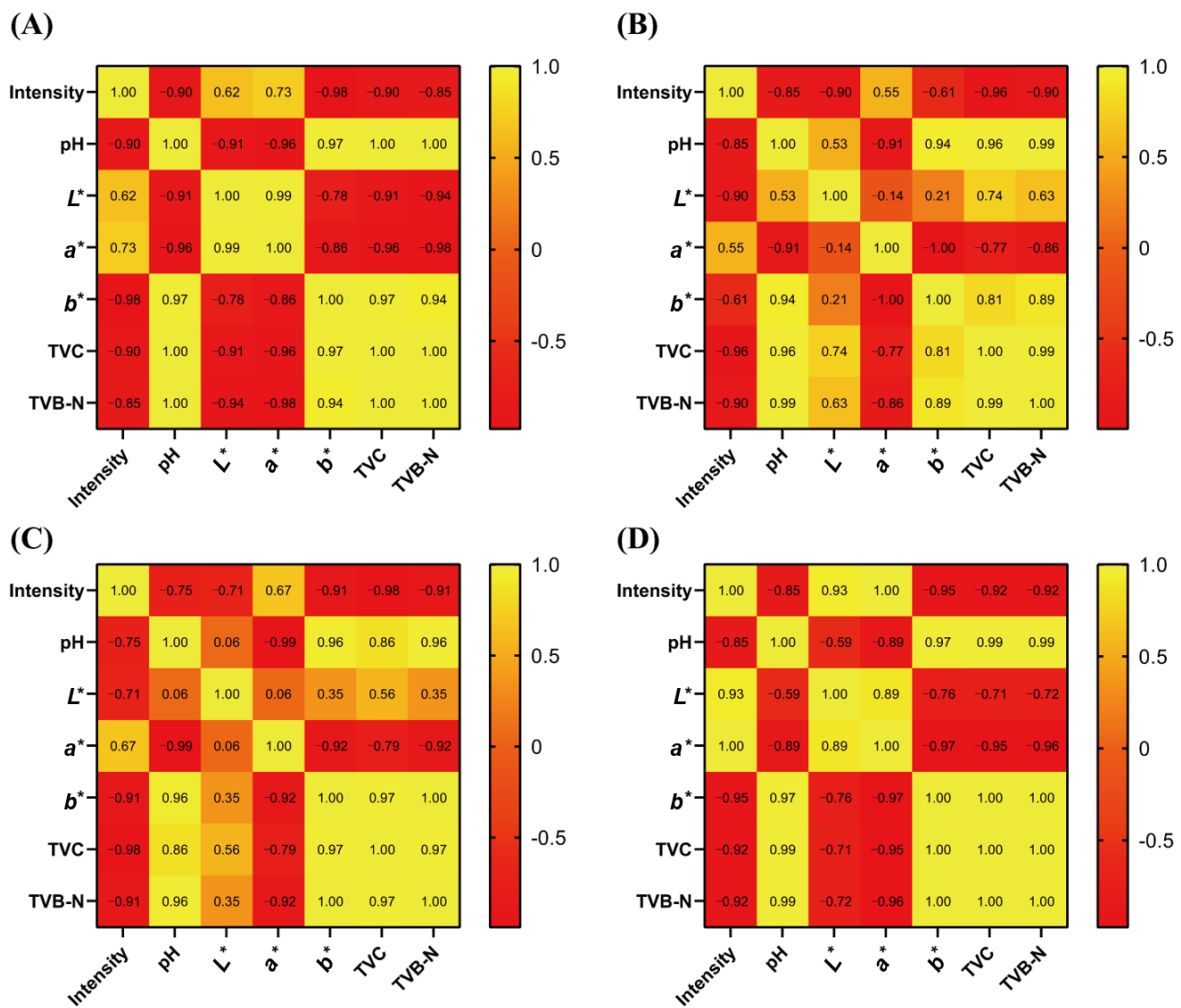 (A)
Intensity 1.00 −0.90 0.62 0.73 −0.98 −0.90 −0.85
pH −0.90 1.00 −0.91 −0.96 0.97 1.00 1.00
L* 0.62 −0.91 1.00 0.99 −0.78 −0.91 −0.94
a* 0.73 −0.96 0.99 1.00 −0.86 −0.96 −0.98
b* −0.98 0.97 −0.78 −0.86 1.00 0.97 0.94
TVC −0.90 1.00 −0.91 −0.96 0.97 1.00 1.00
TVB-N −0.85 1.00 −0.94 −0.98 0.94 1.00 1.00
Intensity pH L* a* b* TVC TVB-N
1.0
0.5
0
-0.5
(B)
Intensity 1.00 −0.85 −0.90 0.55 −0.61 −0.96 −0.90
pH −0.85 1.00 0.53 −0.91 0.94 0.96 0.99
L* −0.90 0.53 1.00 −0.14 0.21 0.74 0.63
a* 0.55 −0.91 −0.14 1.00 −1.00 −0.77 −0.86
b* −0.61 0.94 0.21 −1.00 1.00 0.81 0.89
TVC −0.96 0.96 0.74 −0.77 0.81 1.00 0.99
TVB-N −0.90 0.99 0.63 −0.86 0.89 0.99 1.00
Intensity pH L* a* b* TVC TVB-N
1.0
0.5
0
-0.5
(C)
Intensity 1.00 −0.75 −0.71 0.67 −0.91 −0.98 −0.91
pH −0.75 1.00 0.06 −0.99 0.96 0.86 0.96
L* −0.71 0.06 1.00 0.06 0.35 0.56 0.35
a* 0.67 −0.99 0.06 1.00 −0.92 −0.79 −0.92
b* −0.91 0.96 0.35 −0.92 1.00 0.97 1.00
TVC −0.98 0.86 0.56 −0.79 0.97 1.00 0.97
TVB-N −0.91 0.96 0.35 −0.92 1.00 0.97 1.00
Intensity pH L* a* b* TVC TVB-N
1.0
0.5
0
-0.5
(D)
Intensity 1.00 −0.85 0.93 1.00 −0.95 −0.92 −0.92
pH −0.85 1.00 −0.59 −0.89 0.97 0.99 0.99
L* 0.93 −0.59 1.00 0.89 −0.76 −0.71 −0.72
a* 1.00 −0.89 0.89 1.00 −0.97 −0.95 −0.96
b* −0.95 0.97 −0.76 −0.97 1.00 1.00 1.00
TVC −0.92 0.99 −0.71 −0.95 1.00 1.00 1.00
TVB-N −0.92 0.99 −0.72 −0.96 1.00 1.00 1.00
Intensity pH L* a* b* TVC TVB-N
1.0
0.5
0
-0.5